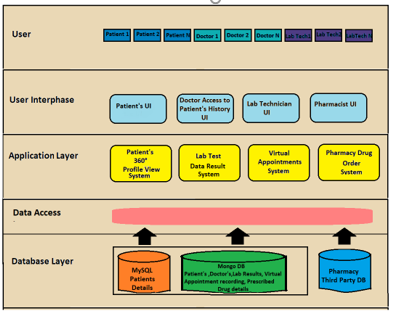 User
Patient 1
Patient 2
Patient N
Doctor 1
Doctor 2
Doctor N
Lab Tech1
Lab Tech2
LabTech N
User Interphase
Patient's UI
Doctor Access to
Patient's History
UI
Lab Technician
UI
Pharmacist UI
Application Layer
Patient's
360°
Profile View
System
Lab Test
Data Result
System
Virtual
Appointments
System
Pharmacy Drug
Order
System
Data Access
Database Layer
MySQL
Patients
Details
Mongo DB
Patient's ,Doctor's,Lab Results, Virtual
Appointment recording, Prescribed
Drug details
Pharmacy
Third Party DB